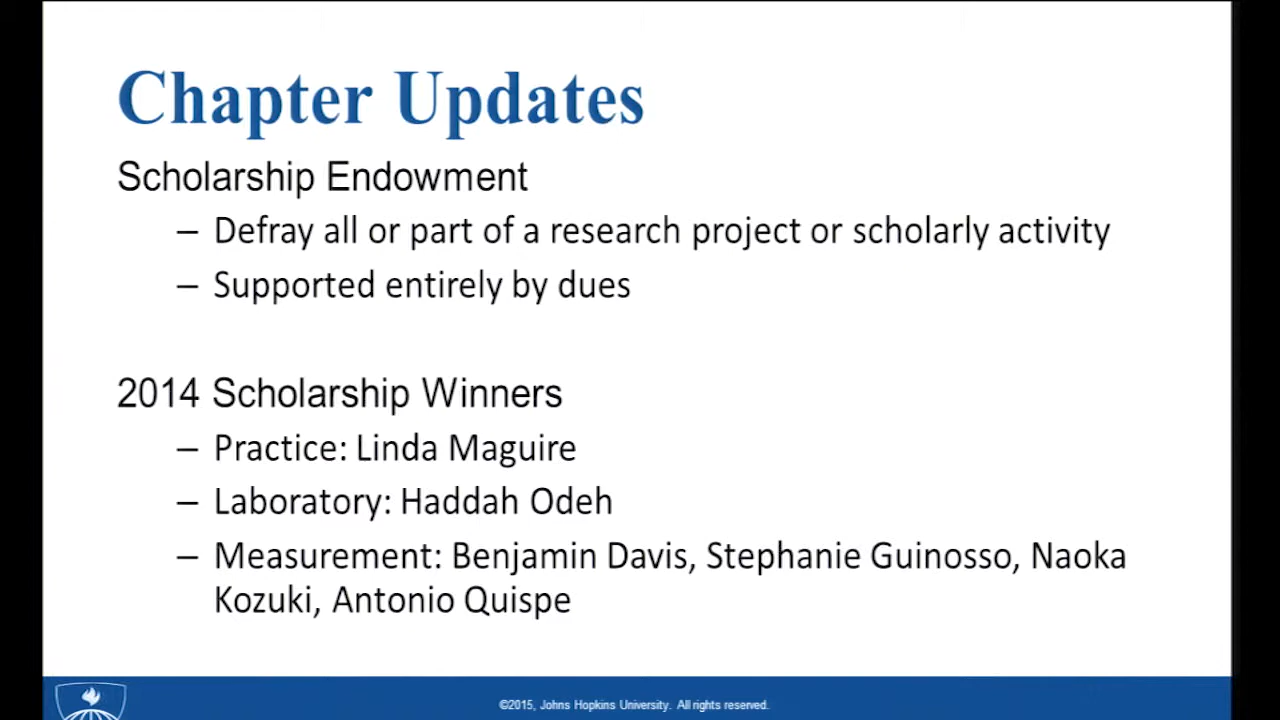 Chapter Updates
Scholarship Endowment
– Defray all or part of a research project or scholarly activity
– Supported entirely by dues
2014 Scholarship Winners
– Practice: Linda Maguire
– Laboratory: Haddah Odeh
– Measurement: Benjamin Davis, Stephanie Guinosso, Naoka
Kozuki, Antonio Quispe
©2015, Johns Hopkins University. All rights reserved.